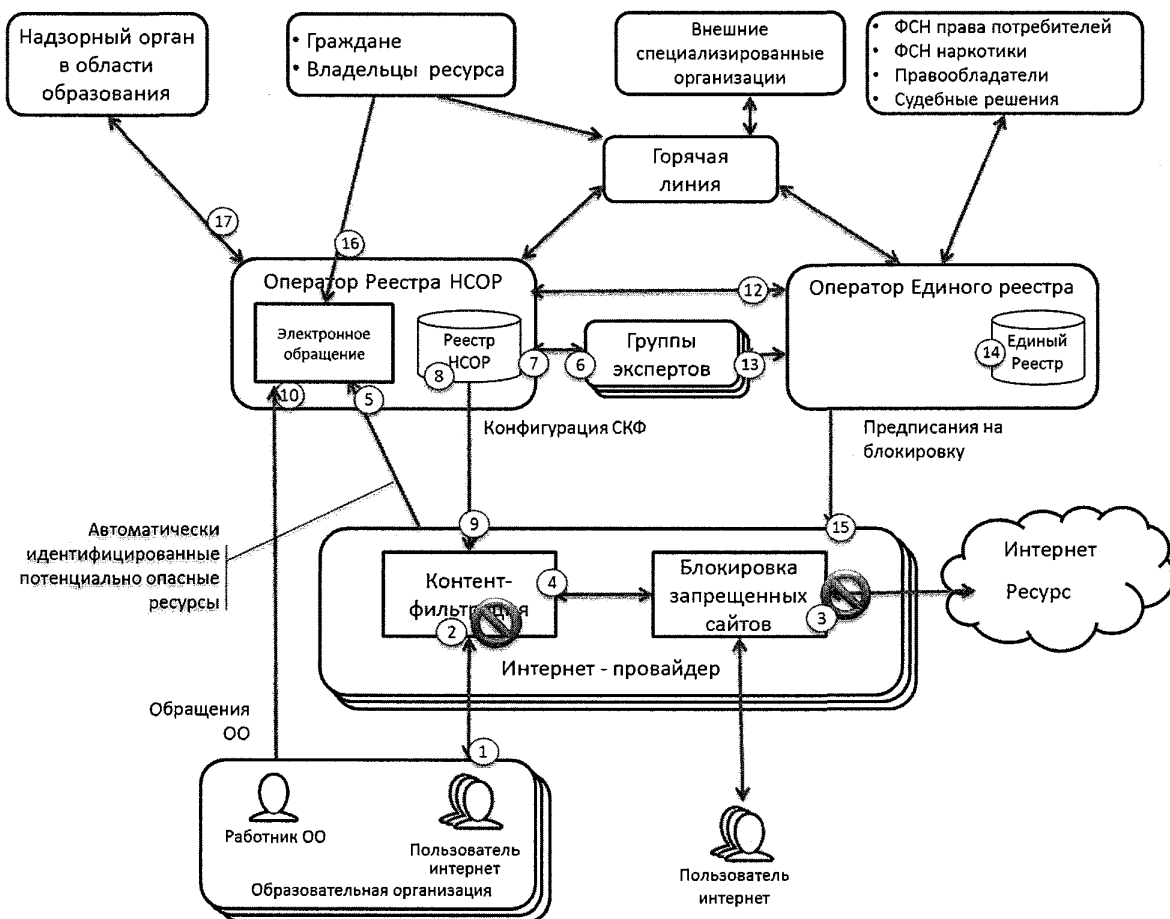 Надзорный орган
в области
образования
• Граждане
• Владельцы ресурса
Внешние
специализированные
организации
• ФСН права потребителей
• ФСН наркотики
• Правообладатели
• Судебные решения
Горячая
линия
17
16
Оператор Реестра НСОР
Электронное
обращение
Реестр
НСОР
8
10
5
7
6
Группы
экспертов
12
13
Оператор Единого реестра
14
Единый
Реестр
Конфигурация СКФ
Предписания на
блокировку
Автоматически
идентифицированные
потенциально опасные
ресурсы
9
15
Контент-
фильтрация
2
4
Блокировка
запрещенных
сайтов
3
Интернет - провайдер
Интернет
Ресурс
Обращения
ОО
1
Работник ОО
Пользователь
интернет
Образовательная организация
Пользователь
интернет